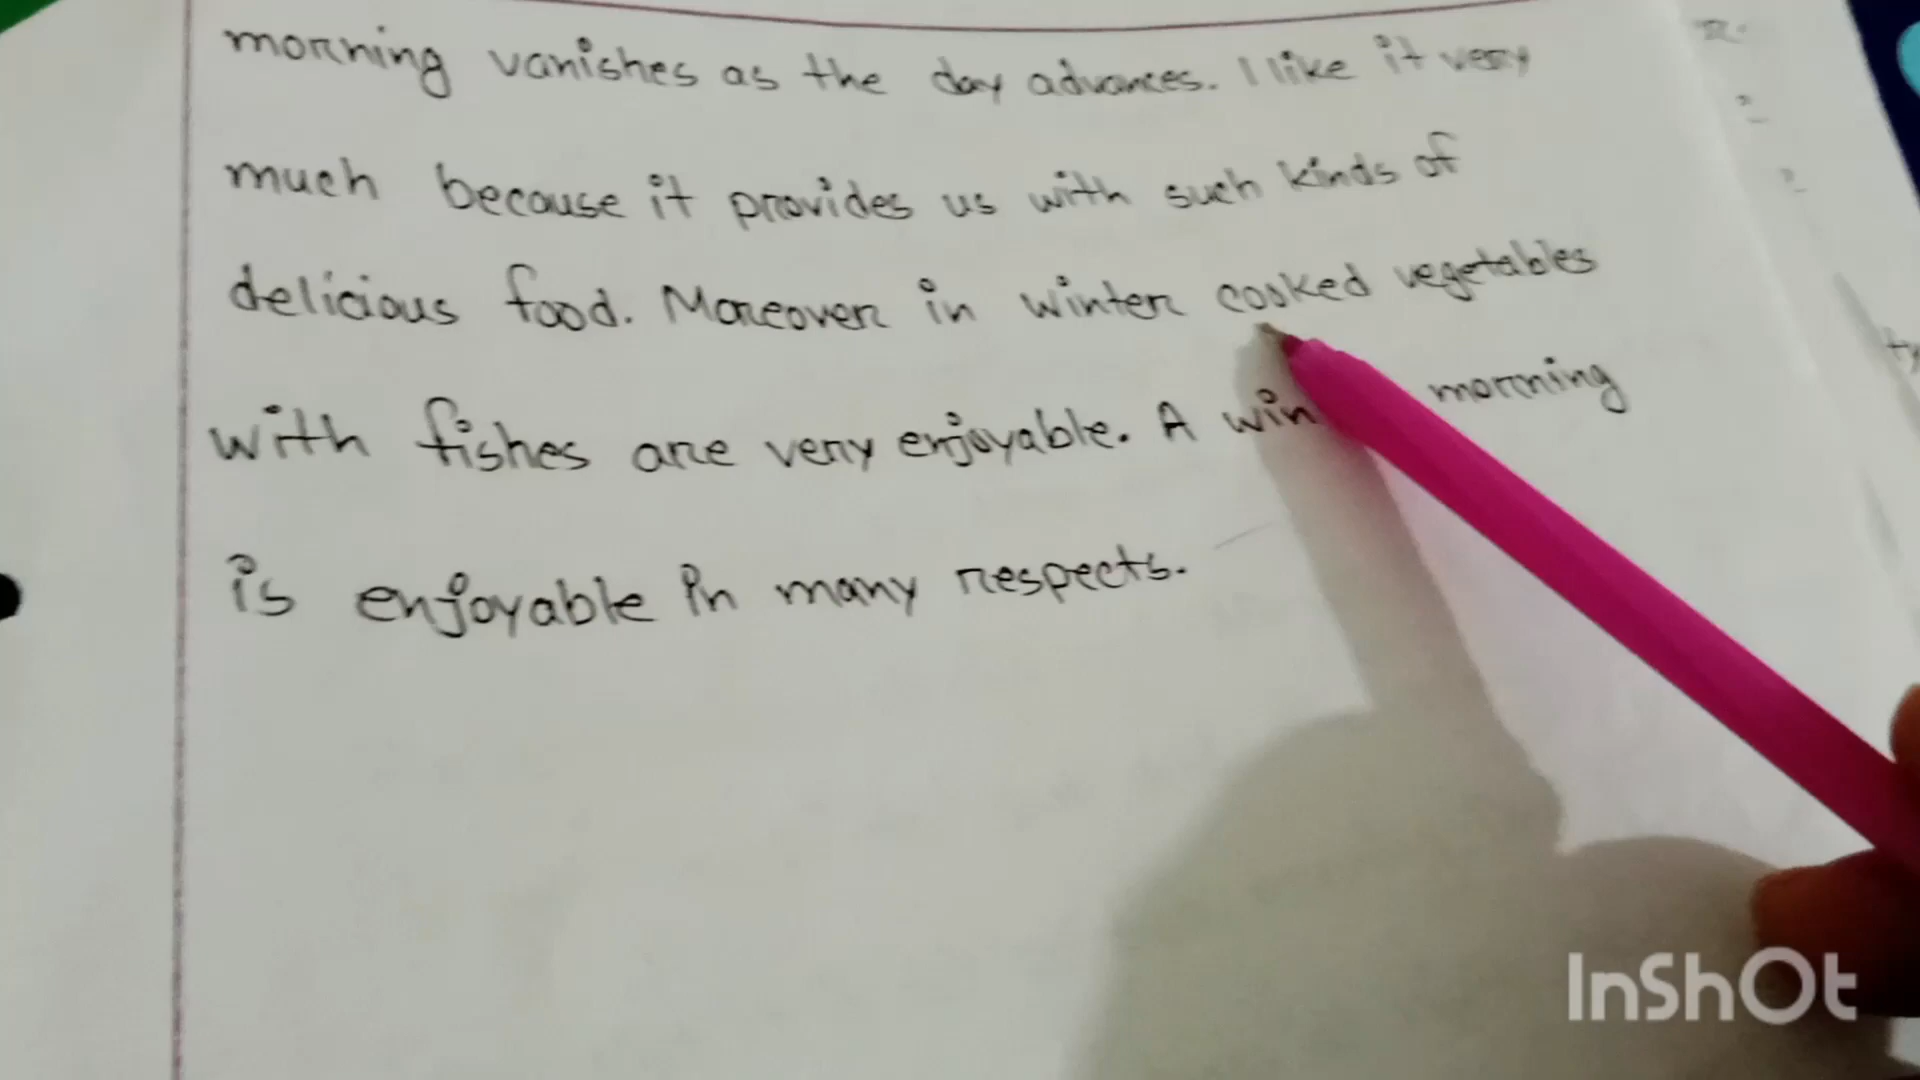 morning vanishes as the day advances. I like it very
much because it provides us with such kinds of
delicious food. Moreover in winter cooked vegetables
with fishes are very enjoyable. A win morning
is enjoyable in many respects.
InShOt